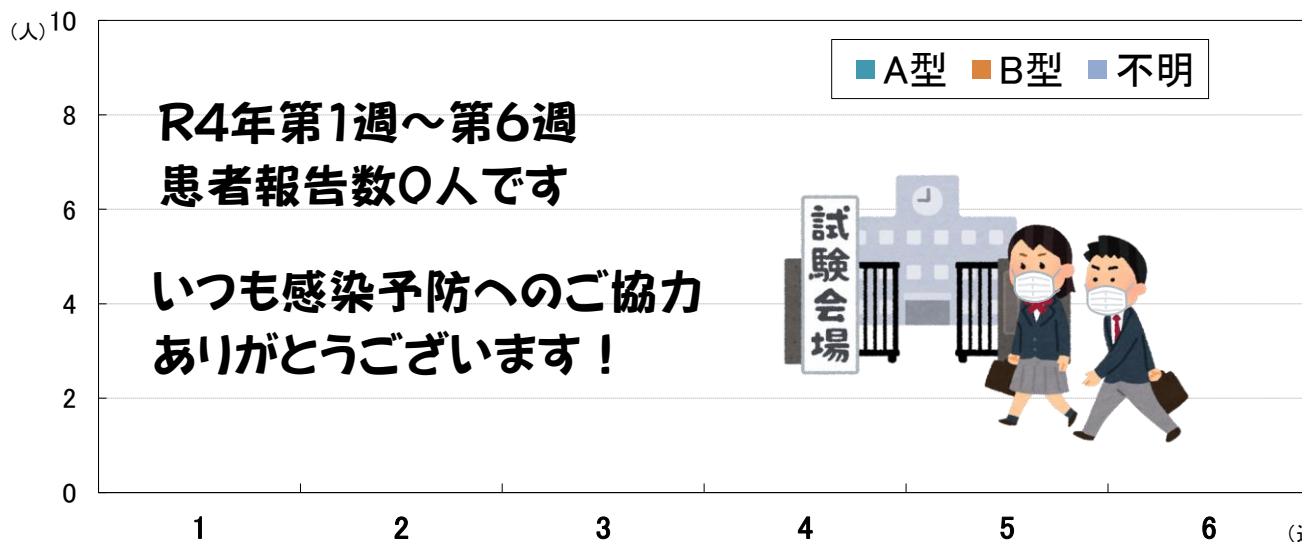 (人)
10
8
6
4
2
0
A型 B型 不明
R4年第1週～第6週
患者報告数0人です
いつも感染予防へのご協力
ありがとうございます！
試験会場
1 2 3 4 5 6